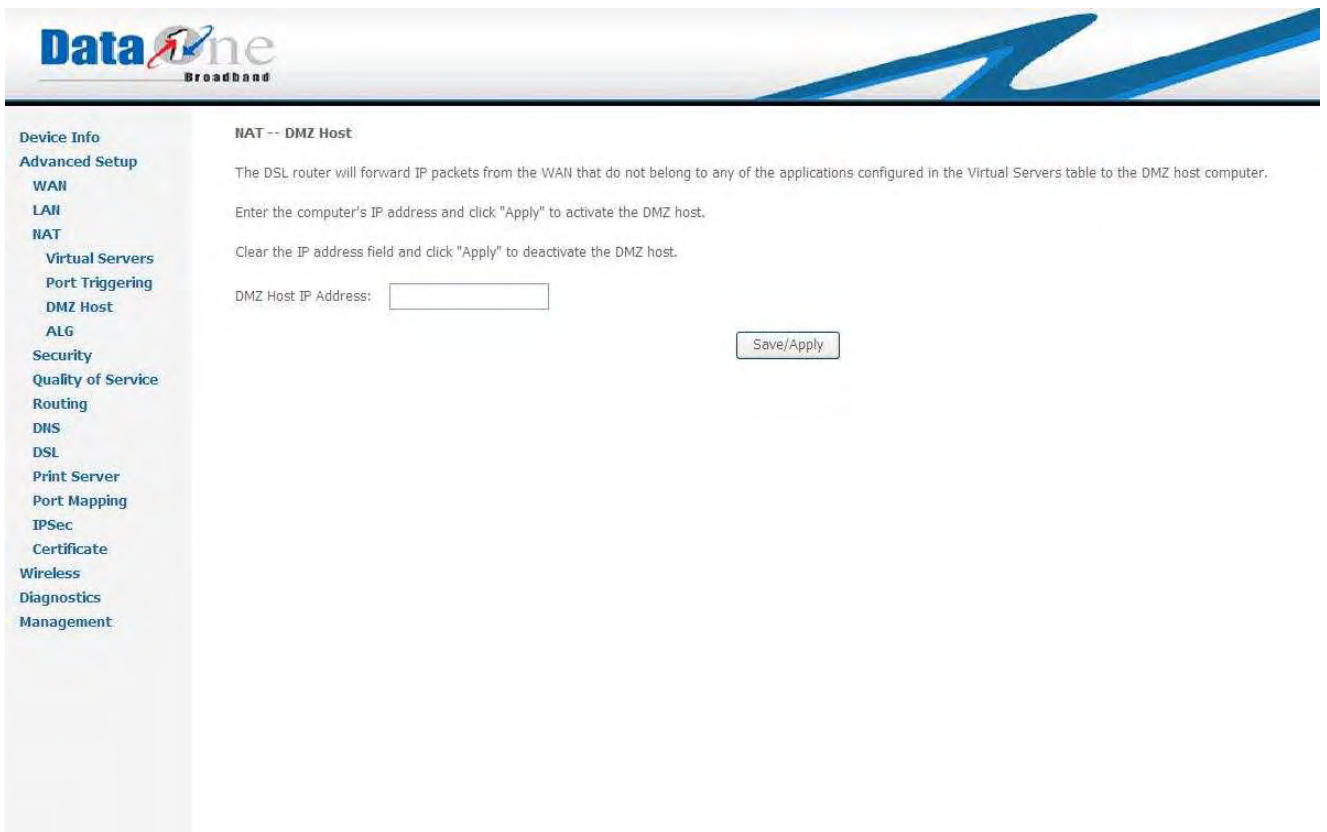 DataOne
Broadband
Device Info
Advanced Setup
WAN
LAN
NAT
Virtual Servers
Port Triggering
DMZ Host
ALG
Security
Quality of Service
Routing
DNS
DSL
Print Server
Port Mapping
IPSec
Certificate
Wireless
Diagnostics
Management
NAT -- DMZ Host
The DSL router will forward IP packets from the WAN that do not belong to any of the applications configured in the Virtual Servers table to the DMZ host computer.
Enter the computer's IP address and click "Apply" to activate the DMZ host.
Clear the IP address field and click "Apply" to deactivate the DMZ host.
DMZ Host IP Address:
Save/Apply